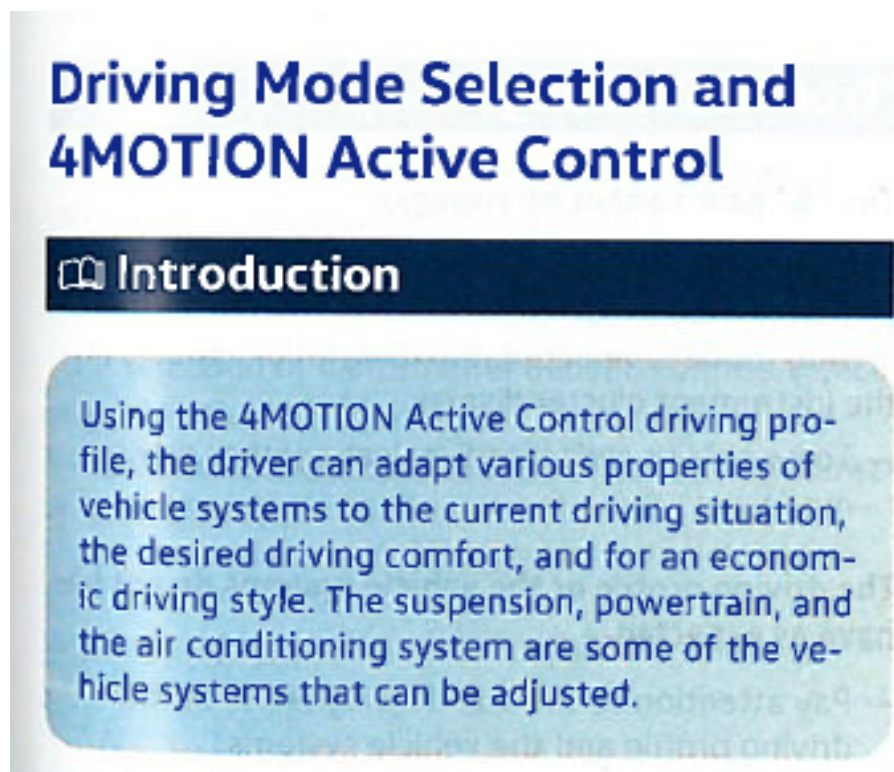 Driving Mode Selection and
4MOTION Active Control
Introduction
Using the 4MOTION Active Control driving pro-
file, the driver can adapt various properties of
vehicle systems to the current driving situation,
the desired driving comfort, and for an econom-
ic driving style. The suspension, powertrain, and
the air conditioning system are some of the ve-
hicle systems that can be adjusted.